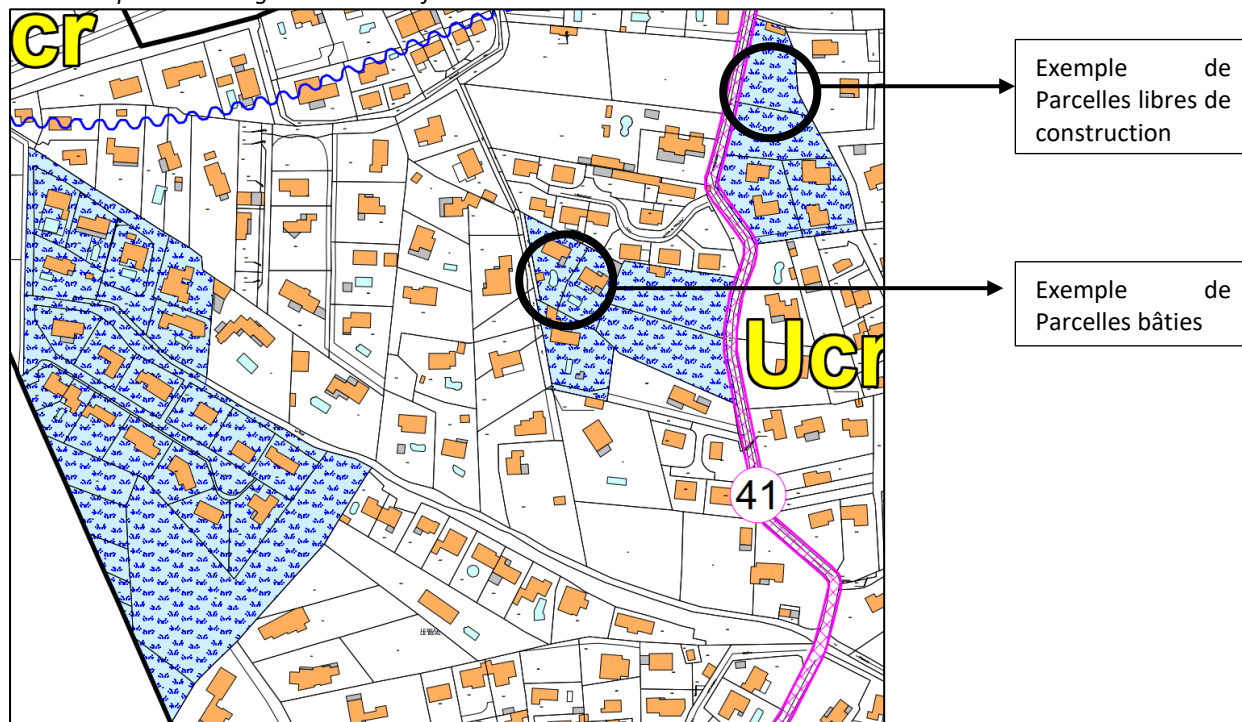 cr
Exemple de
Parcelles libres de
construction
Exemple de
Parcelles bâties
Ucr
41